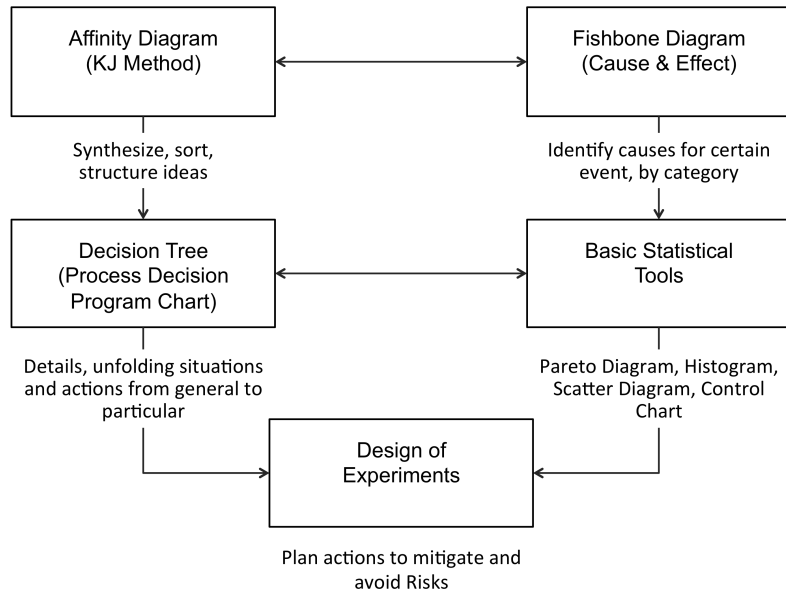 Affinity Diagram
(KJ Method)
Fishbone Diagram
(Cause & Effect)
Synthesize, sort,
structure ideas
Identify causes for certain
event, by category
Decision Tree
(Process Decision
Program Chart)
Basic Statistical
Tools
Details, unfolding situations
and actions from general to
particular
Pareto Diagram, Histogram,
Scatter Diagram, Control
Chart
Design of
Experiments
Plan actions to mitigate and
avoid Risks